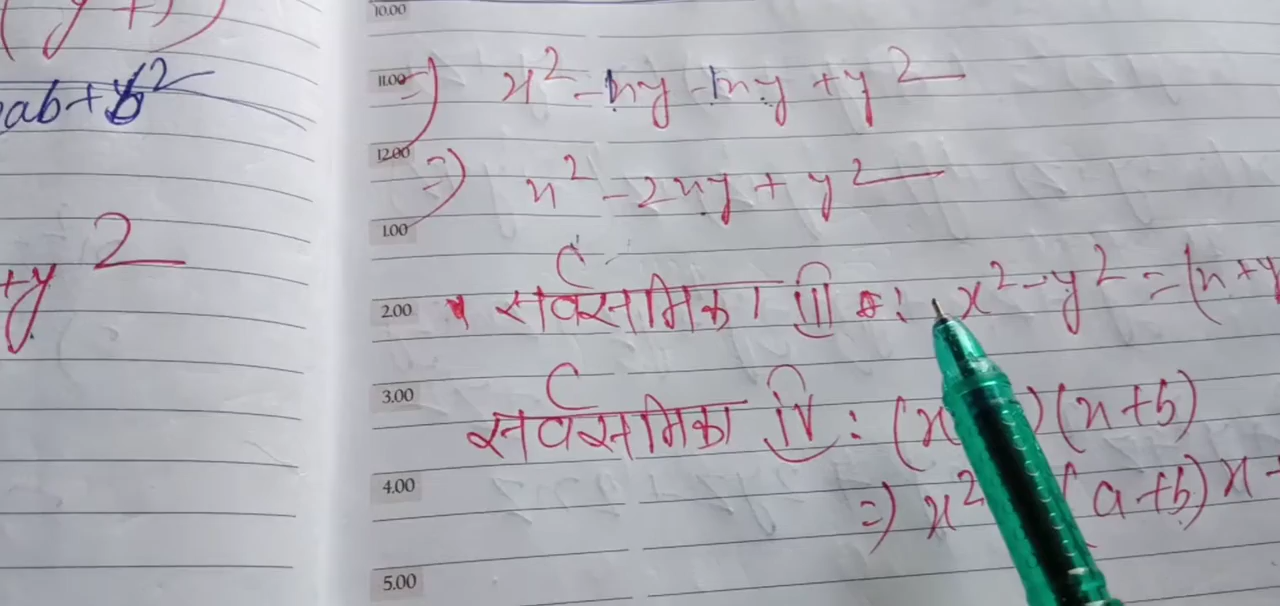 ab+b²
+y²
10.00
11.00
⇒ x² - xy - xy + y²
12.00
⇒ x² - 2xy + y²
1.00
2.00
सर्वसमिका (iii) : x² - y² = (x + y
3.00
सर्वसमिका (iv) : (x )(x+b)
4.00
⇒ x² (a+b)x +
5.00